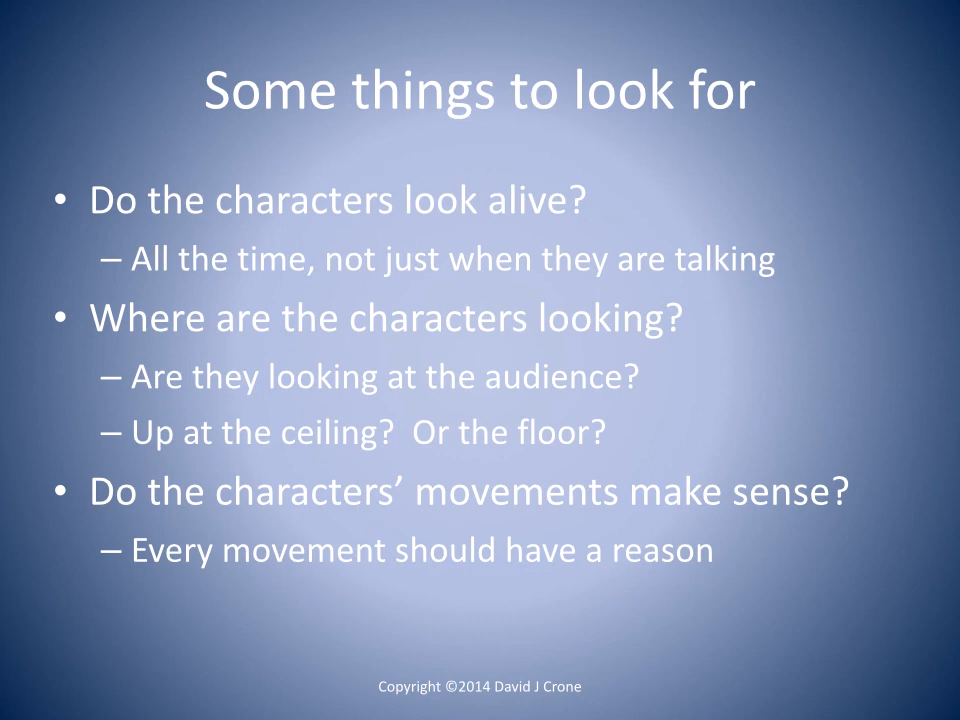 Some things to look for
• Do the characters look alive?
– All the time, not just when they are talking
• Where are the characters looking?
– Are they looking at the audience?
– Up at the ceiling?  Or the floor?
• Do the characters’ movements make sense?
– Every movement should have a reason
Copyright ©2014 David J Crone